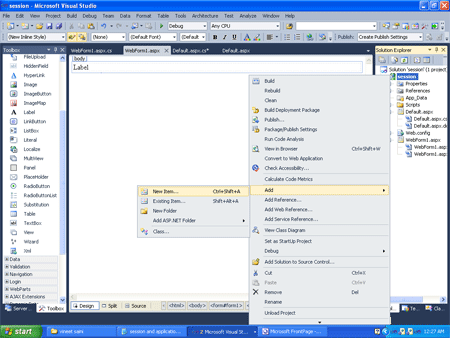 session - Microsoft Visual Studio
File Edit View Project Build Debug Team Data Format Table Tools Architecture Test Analyze Window Help
Debug Any CPU
(New Inline Style) (None) (Default Font) (Default) B I U A Publish: Create Publish Settings
Toolbox
FileUpload
HiddenField
HyperLink
Image
ImageButton
ImageMap
Label
LinkButton
ListBox
Literal
Localize
MultiView
Panel
PlaceHolder
RadioButton
RadioButtonList
Substitution
Table
TextBox
View
Wizard
Xml
Data
Validation
Navigation
Login
WebParts
AJAX Extensions
Server... Toolbox
WebForm1.aspx.cs WebForm1.aspx Default.aspx.cs* Default.aspx
body
Label
Build
Rebuild
Clean
Build Deployment Package
Publish...
Package/Publish Settings
Run Code Analysis
View in Browser Ctrl+Shift+W
Convert to Web Application
Check Accessibility...
Calculate Code Metrics
Add
Add Reference...
Add Web Reference...
Add Service Reference...
View Class Diagram
Set as StartUp Project
Debug
Add Solution to Source Control...
Cut Ctrl+X
Paste Ctrl+V
Remove Del
Rename
Unload Project
New Item... Ctrl+Shift+A
Existing Item... Shift+Alt+A
New Folder
Add ASP.NET Folder
Class...
Design Split Source <html> <body> <form#form1>
Solution Explorer
Solution 'session' (1 project)
session
Properties
References
App_Data
Scripts
Default.aspx
Default.aspx.cs
Web.config
WebForm1.aspx
start vineet saini session and applicatio... Microsoft Visual St... Microsoft FrontPage - ... 12:27 AM